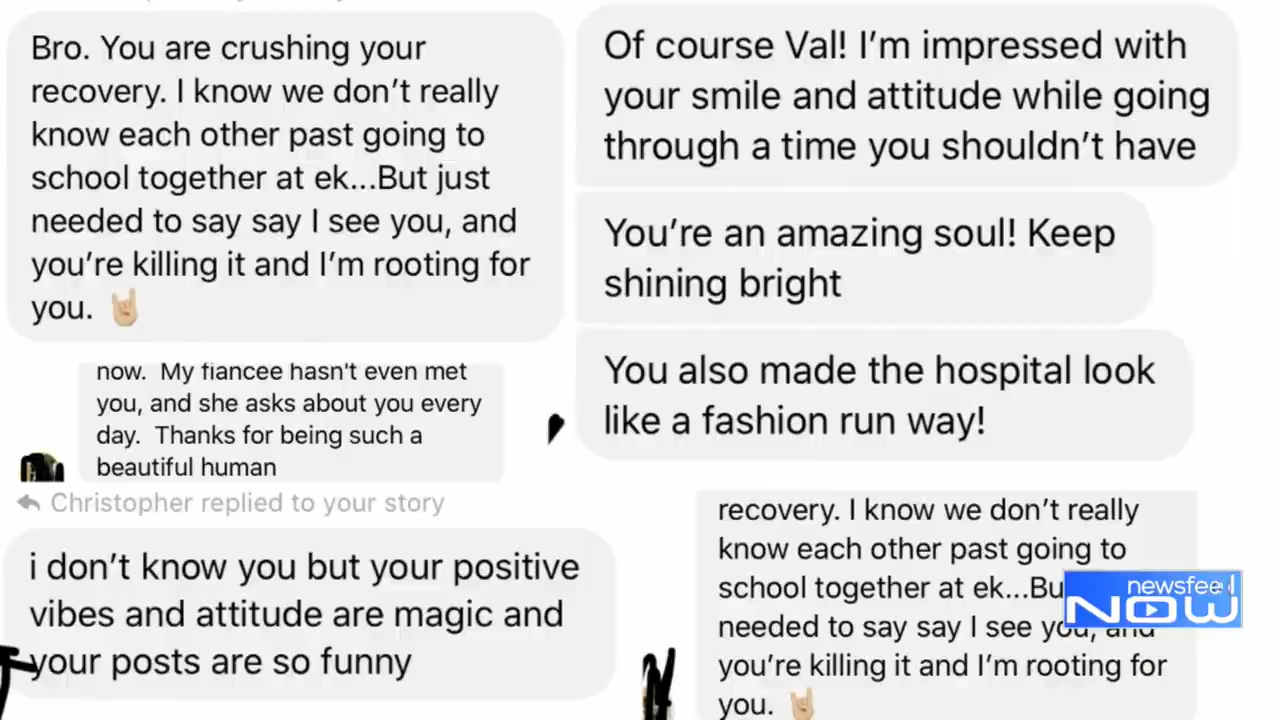 Bro. You are crushing your
recovery. I know we don't really
know each other past going to
school together at ek...But just
needed to say say I see you, and
you're killing it and I'm rooting for
you. 🤘🏼
now. My fiancee hasn't even met
you, and she asks about you every
day. Thanks for being such a
beautiful human
Christopher replied to your story
i don't know you but your positive
vibes and attitude are magic and
your posts are so funny
Of course Val! I'm impressed with
your smile and attitude while going
through a time you shouldn't have
You're an amazing soul! Keep
shining bright
You also made the hospital look
like a fashion run way!
recovery. I know we don't really
know each other past going to
school together at ek...Bu
needed to say say I see you, and
you're killing it and I'm rooting for
you. 🤘🏼
newsfeed
NOW